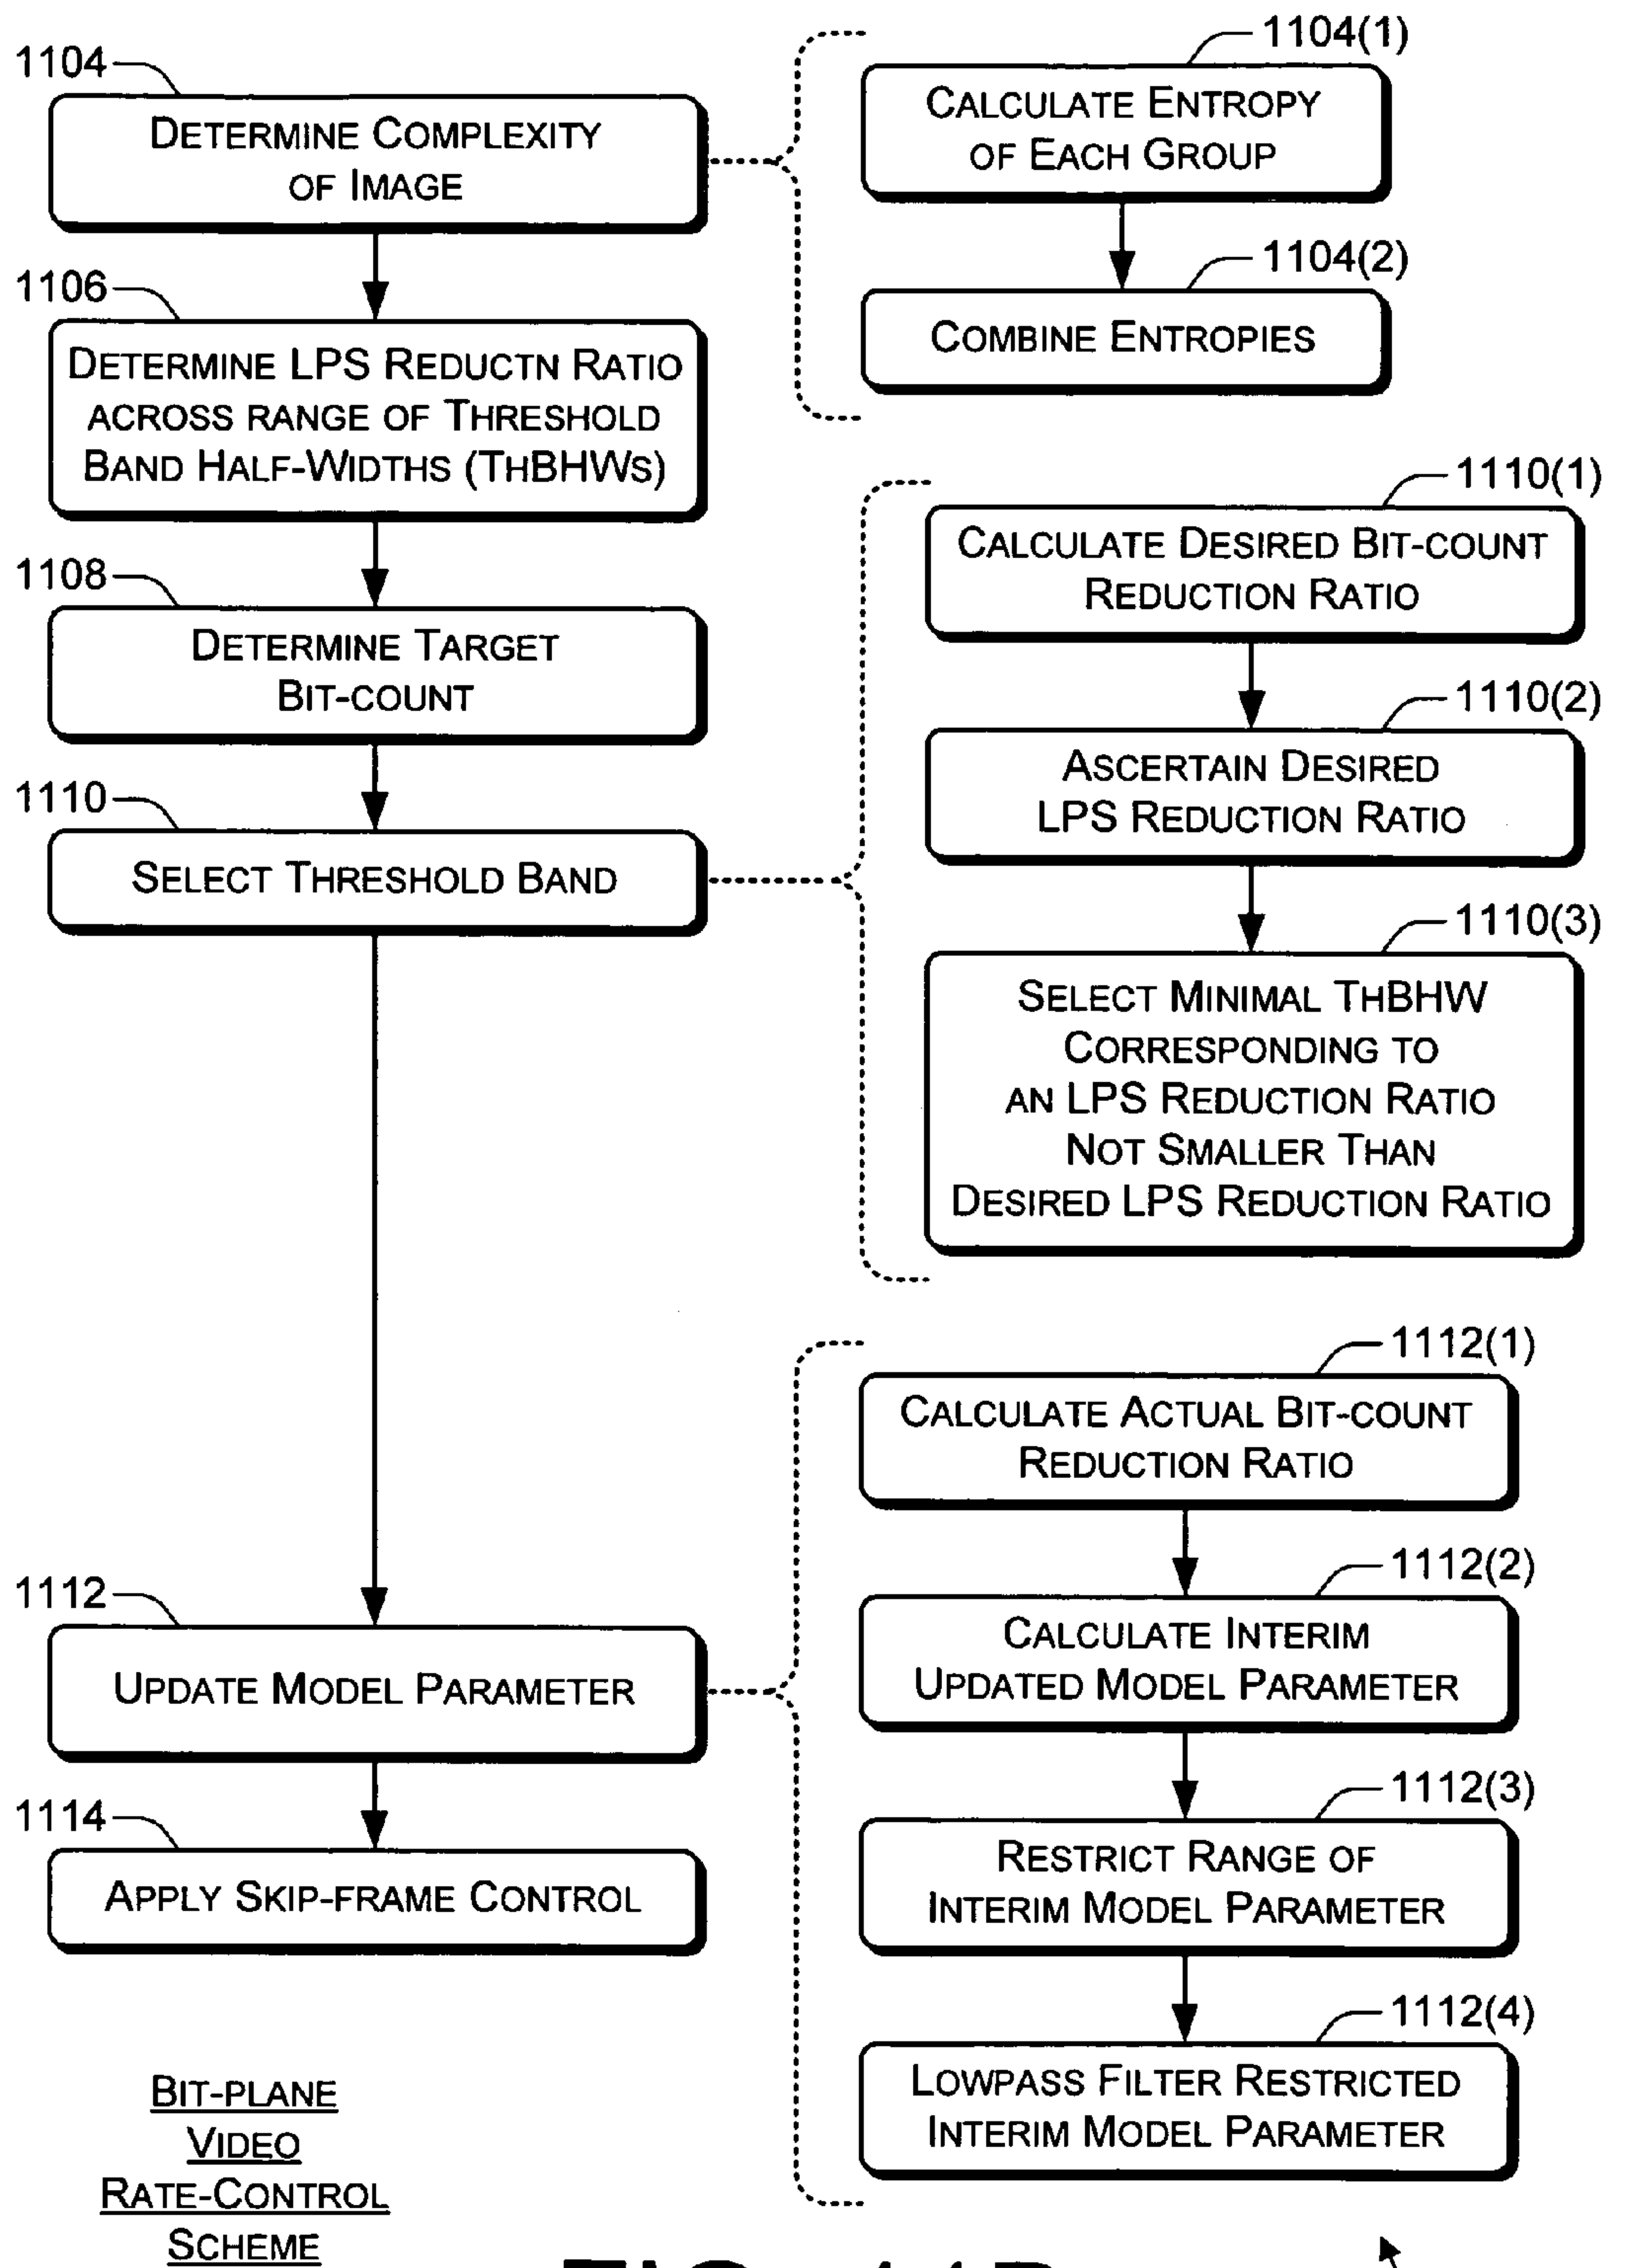 1104
DETERMINE COMPLEXITY
OF IMAGE
1104(1)
CALCULATE ENTROPY
OF EACH GROUP
1104(2)
COMBINE ENTROPIES
1106
DETERMINE LPS REDUCTN RATIO
ACROSS RANGE OF THRESHOLD
BAND HALF-WIDTHS (THBHWS)
1108
DETERMINE TARGET
BIT-COUNT
1110
SELECT THRESHOLD BAND
1110(1)
CALCULATE DESIRED BIT-COUNT
REDUCTION RATIO
1110(2)
ASCERTAIN DESIRED
LPS REDUCTION RATIO
1110(3)
SELECT MINIMAL THBHW
CORRESPONDING TO
AN LPS REDUCTION RATIO
NOT SMALLER THAN
DESIRED LPS REDUCTION RATIO
1112
UPDATE MODEL PARAMETER
1112(1)
CALCULATE ACTUAL BIT-COUNT
REDUCTION RATIO
1112(2)
CALCULATE INTERIM
UPDATED MODEL PARAMETER
1112(3)
RESTRICT RANGE OF
INTERIM MODEL PARAMETER
1112(4)
LOWPASS FILTER RESTRICTED
INTERIM MODEL PARAMETER
1114
APPLY SKIP-FRAME CONTROL
BIT-PLANE
VIDEO
RATE-CONTROL
SCHEME